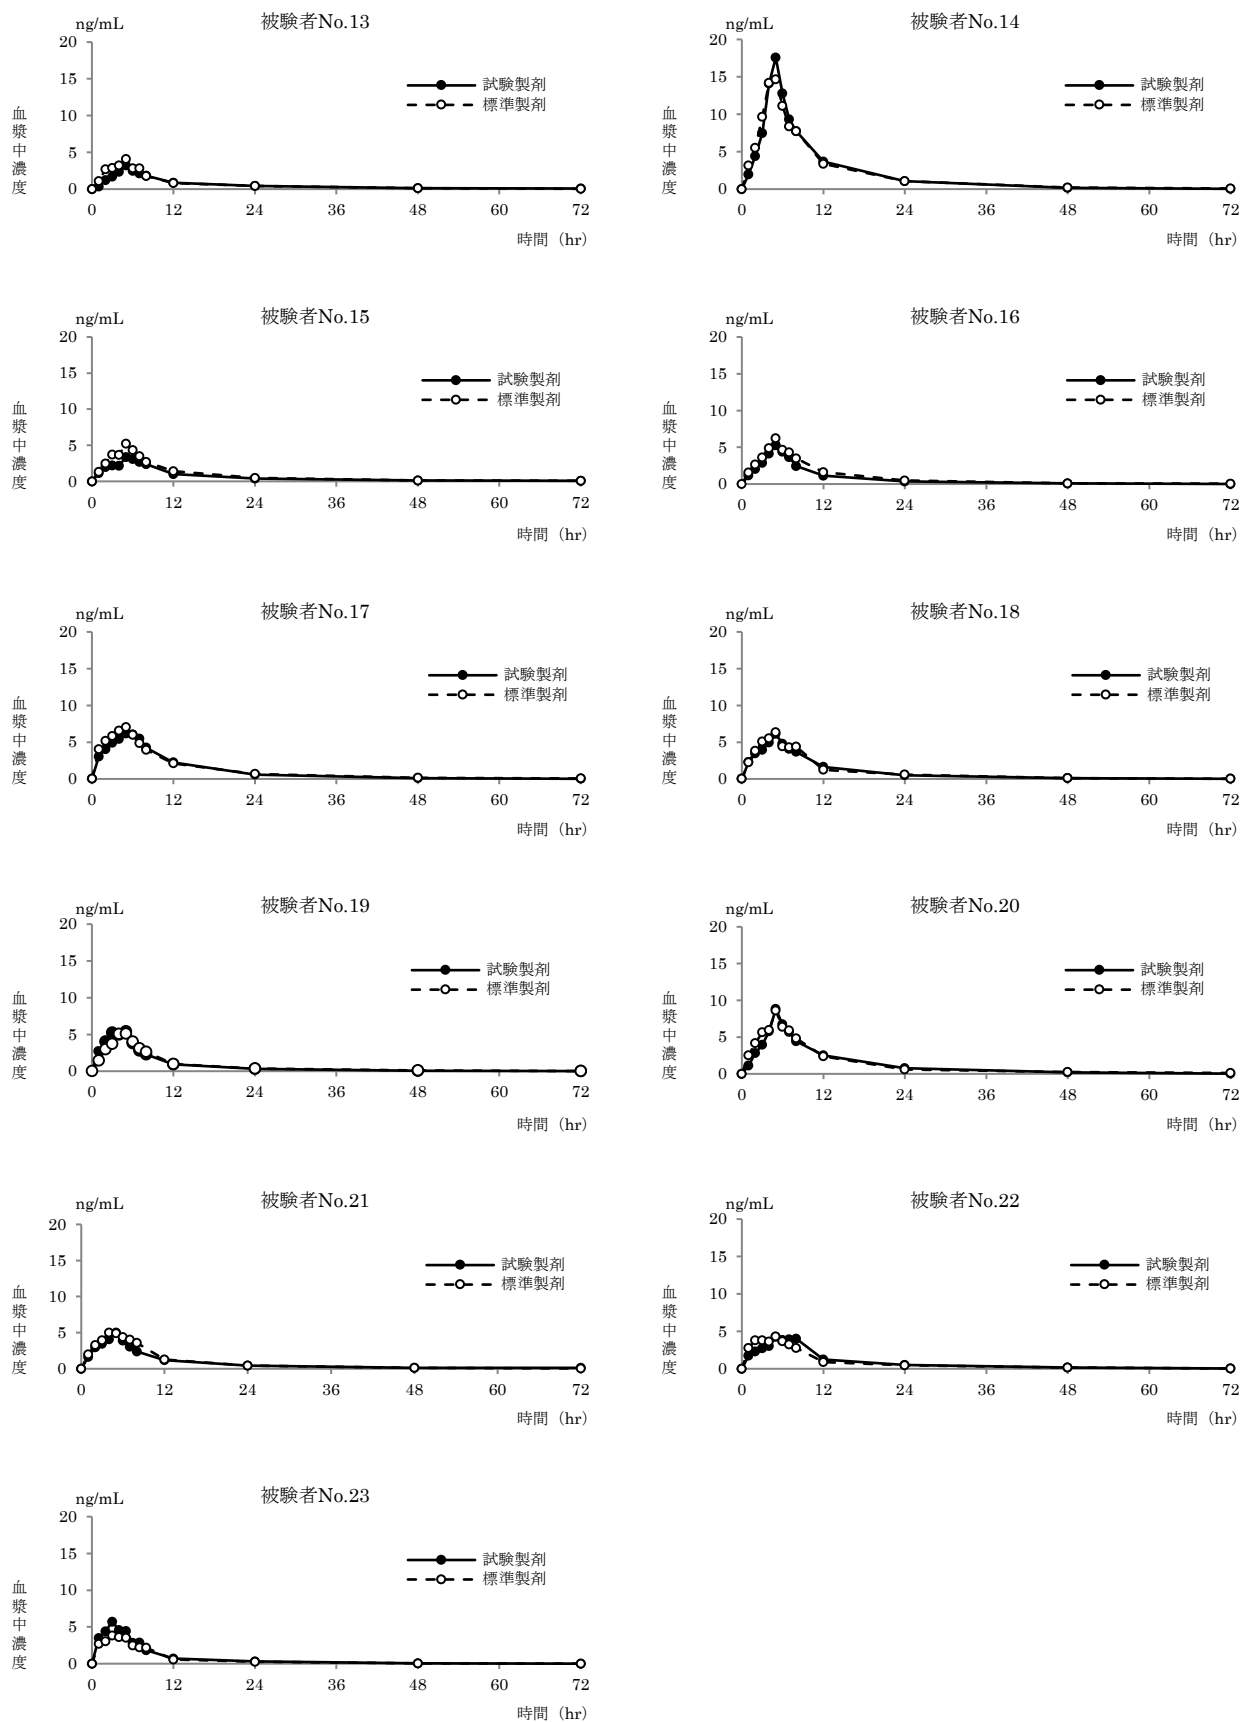 被験者No.13
ng/mL
20
15
10
5
0
血漿中濃度
試験製剤
標準製剤
0 12 24 36 48 60 72
時間（hr）
被験者No.14
ng/mL
20
15
10
5
0
血漿中濃度
試験製剤
標準製剤
0 12 24 36 48 60 72
時間（hr）
被験者No.15
ng/mL
20
15
10
5
0
血漿中濃度
試験製剤
標準製剤
0 12 24 36 48 60 72
時間（hr）
被験者No.16
ng/mL
20
15
10
5
0
血漿中濃度
試験製剤
標準製剤
0 12 24 36 48 60 72
時間（hr）
被験者No.17
ng/mL
20
15
10
5
0
血漿中濃度
試験製剤
標準製剤
0 12 24 36 48 60 72
時間（hr）
被験者No.18
ng/mL
20
15
10
5
0
血漿中濃度
試験製剤
標準製剤
0 12 24 36 48 60 72
時間（hr）
被験者No.19
ng/mL
20
15
10
5
0
血漿中濃度
試験製剤
標準製剤
0 12 24 36 48 60 72
時間（hr）
被験者No.20
ng/mL
20
15
10
5
0
血漿中濃度
試験製剤
標準製剤
0 12 24 36 48 60 72
時間（hr）
被験者No.21
ng/mL
20
15
10
5
0
血漿中濃度
試験製剤
標準製剤
0 12 24 36 48 60 72
時間（hr）
被験者No.22
ng/mL
20
15
10
5
0
血漿中濃度
試験製剤
標準製剤
0 12 24 36 48 60 72
時間（hr）
被験者No.23
ng/mL
20
15
10
5
0
血漿中濃度
試験製剤
標準製剤
0 12 24 36 48 60 72
時間（hr）